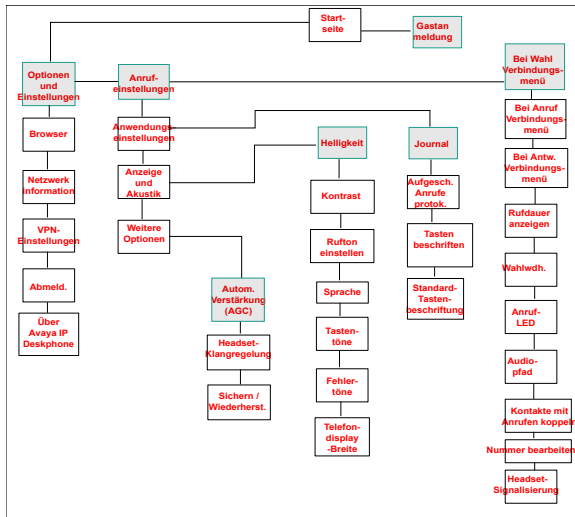 Start-
seite
Gastan
meldung
Optionen
und
Einstellungen
Anruf-
einstellungen
Bei Wahl
Verbindungs-
menü
Browser
Netzwerk
information
VPN-
Einstellungen
Abmeld.
Über
Avaya IP
Deskphone
Anwendungs-
einstellungen
Anzeige
und
Akustik
Weitere
Optionen
Autom.
Verstärkung
(AGC)
Headset-
Klangregelung
Sichern /
Wiederherst.
Helligkeit
Kontrast
Rufton
einstellen
Sprache
Tasten-
töne
Fehler-
töne
Telefon-
display
-Breite
Journal
Aufgesch.
Anrufe
protok.
Tasten
beschriften
Standard-
Tasten-
beschriftung
Bei Anruf
Verbindungs-
menü
Bei Antw.
Verbindungs-
menü
Rufdauer
anzeigen
Wahlwdh.
Anruf-
LED
Audio-
pfad
Kontakte mit
Anrufen koppeln
Nummer bearbeiten
Headset-
Signalisierung